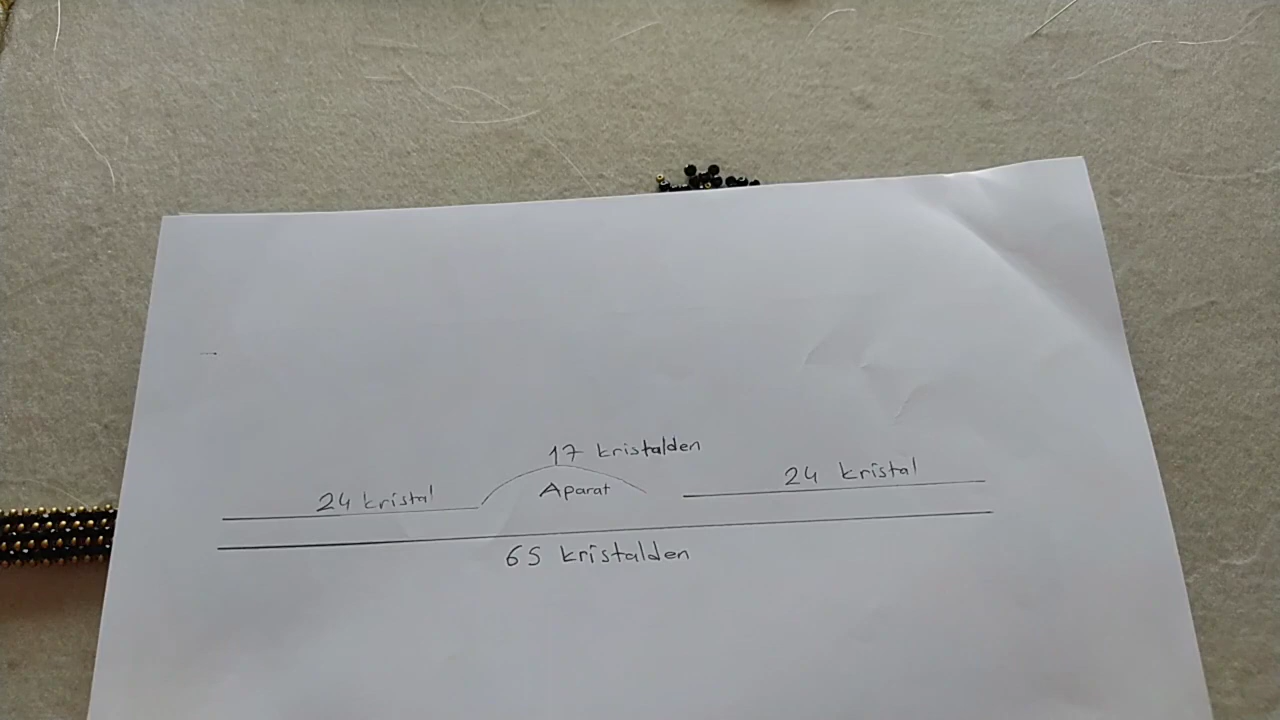 17 kristalden
24 kristal
Aparat
24 kristal
65 kristalden